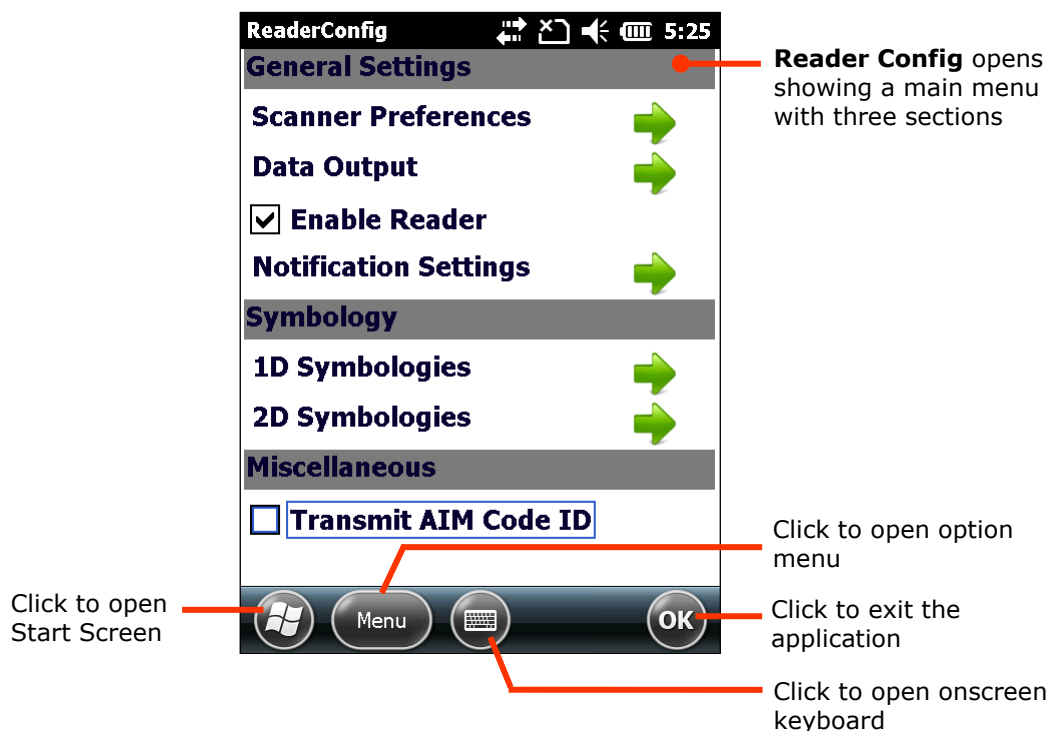 ReaderConfig 5:25
General Settings
Scanner Preferences
Data Output
Enable Reader
Notification Settings
Symbology
1D Symbologies
2D Symbologies
Miscellaneous
Transmit AIM Code ID
Menu
OK
Reader Config opens
showing a main menu
with three sections
Click to open option
menu
Click to open
Start Screen
Click to exit the
application
Click to open onscreen
keyboard